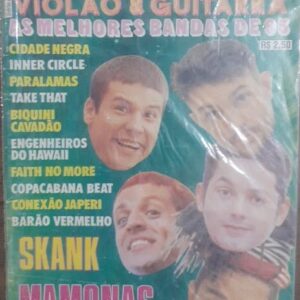 VIOLÃO & GUITARRA
AS MELHORES BANDAS DE 95
R$ 2,50
CIDADE NEGRA
INNER CIRCLE
PARALAMAS
TAKE THAT
BIQUINI
CAVADÃO
ENGENHEIROS
DO HAWAII
FAITH NO MORE
COPACABANA BEAT
CONEXÃO JAPERI
BARÃO VERMELHO
SKANK
MAMONAS